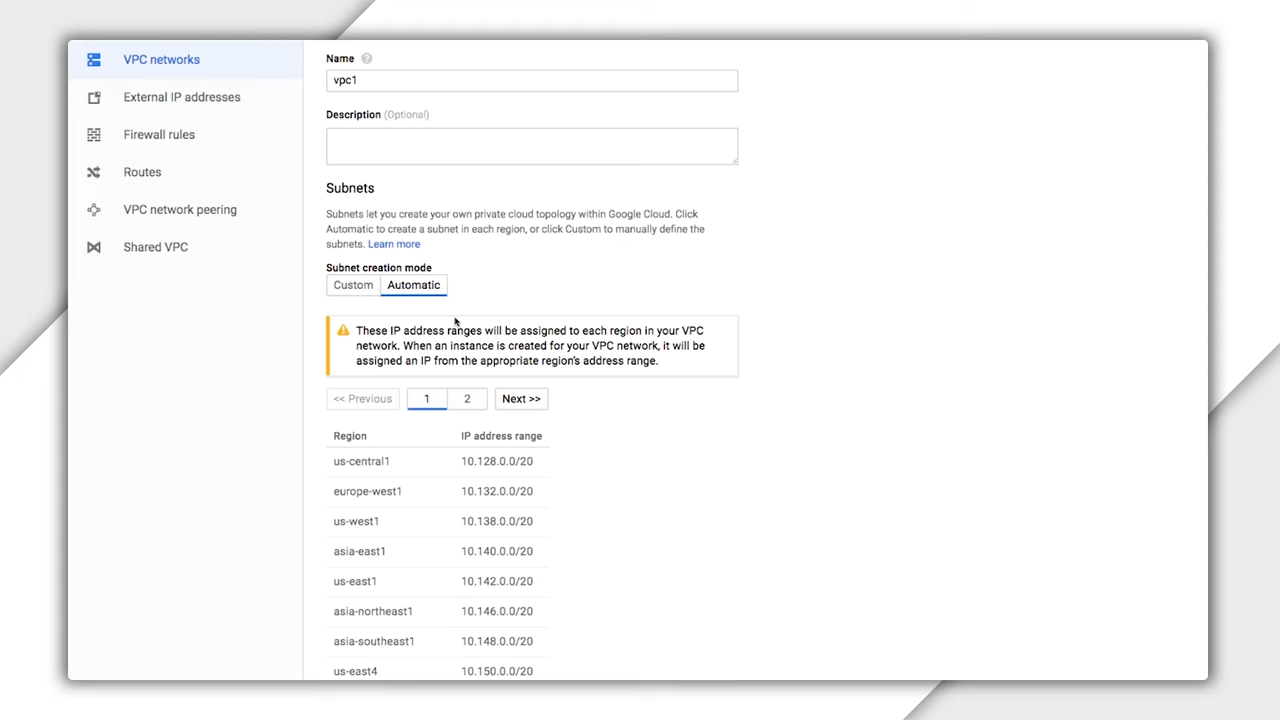 VPC networks
External IP addresses
Firewall rules
Routes
VPC network peering
Shared VPC
Name
vpc1
Description (Optional)
Subnets
Subnets let you create your own private cloud topology within Google Cloud. Click
Automatic to create a subnet in each region, or click Custom to manually define the
subnets. Learn more
Subnet creation mode
Custom Automatic
These IP address ranges will be assigned to each region in your VPC
network. When an instance is created for your VPC network, it will be
assigned an IP from the appropriate region's address range.
<< Previous 1 2 Next >>
Region IP address range
us-central1 10.128.0.0/20
europe-west1 10.132.0.0/20
us-west1 10.138.0.0/20
asia-east1 10.140.0.0/20
us-east1 10.142.0.0/20
asia-northeast1 10.146.0.0/20
asia-southeast1 10.148.0.0/20
us-east4 10.150.0.0/20